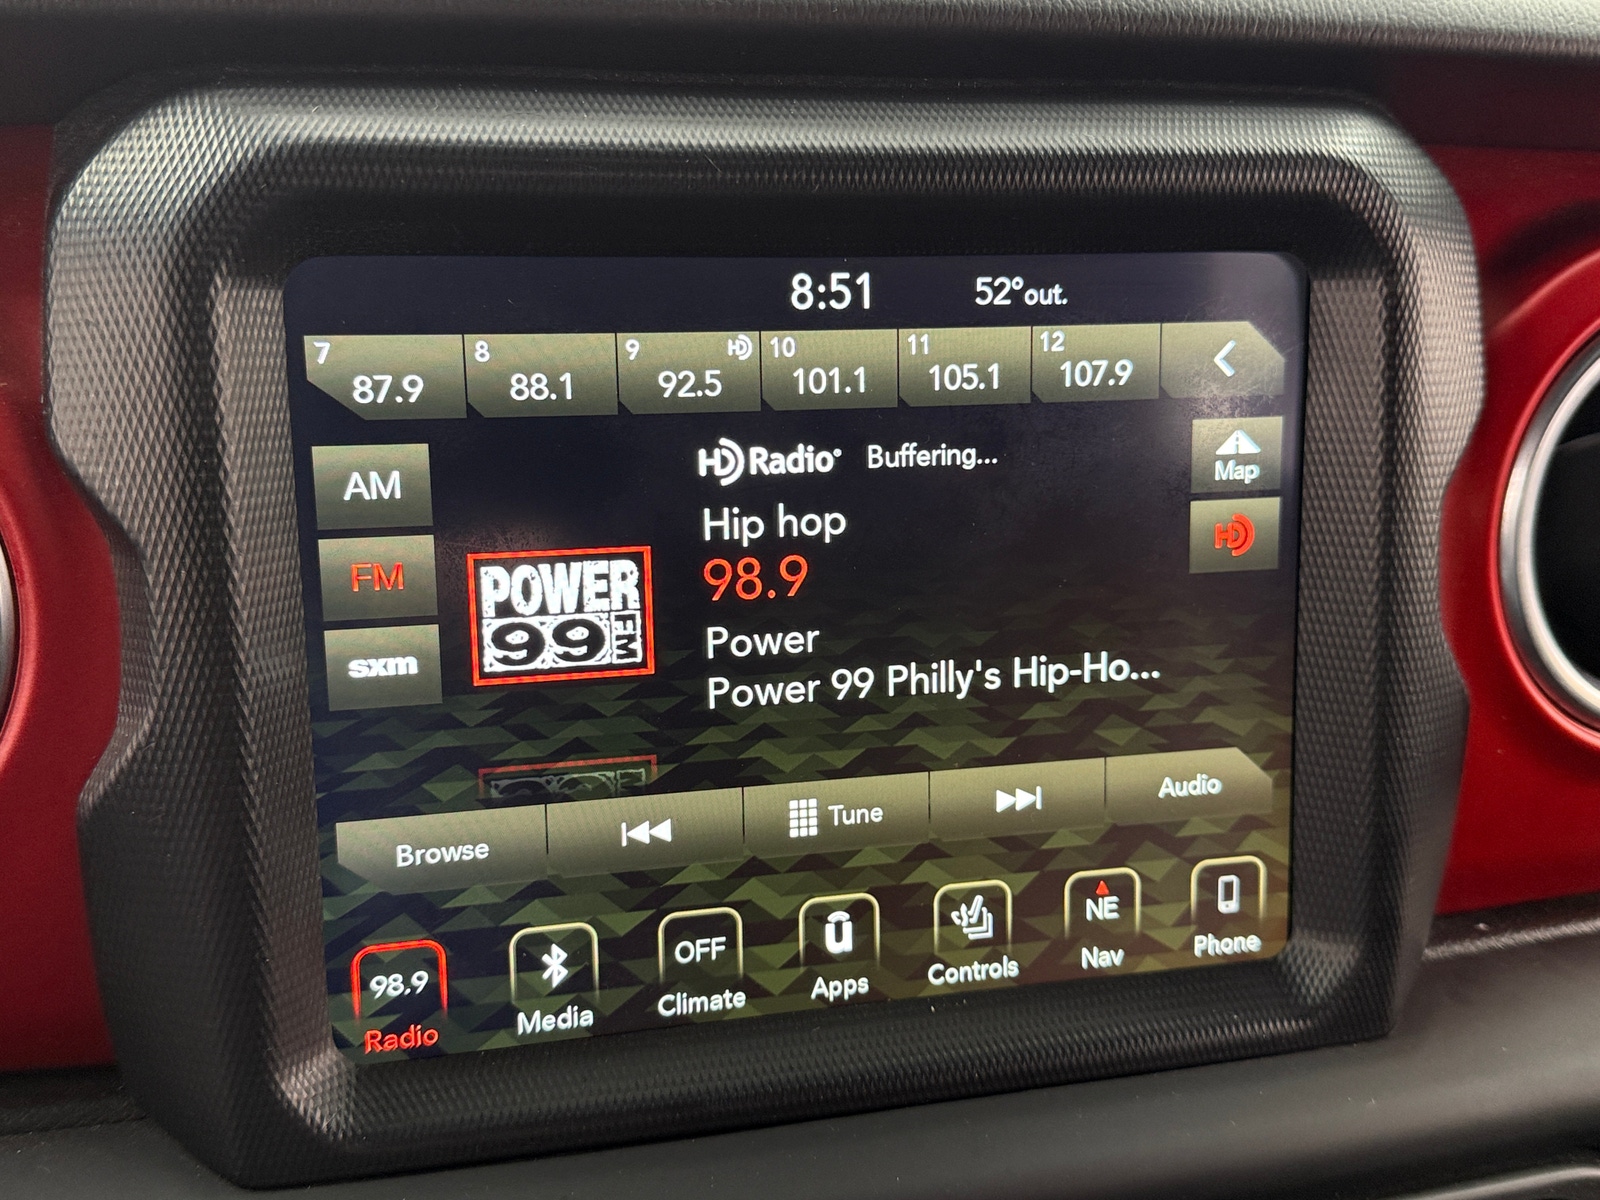 8:51 52°out.
7 87.9 8 88.1 9 HD 92.5 10 101.1 11 105.1 12 107.9
HD Radio Buffering...
Map
AM
Hip hop
HD
FM
98.9
POWER
99 FM
Power
sxm
Power 99 Philly's Hip-Ho...
Browse Tune Audio
98.9 OFF NE
Radio Media Climate Apps Controls Nav Phone